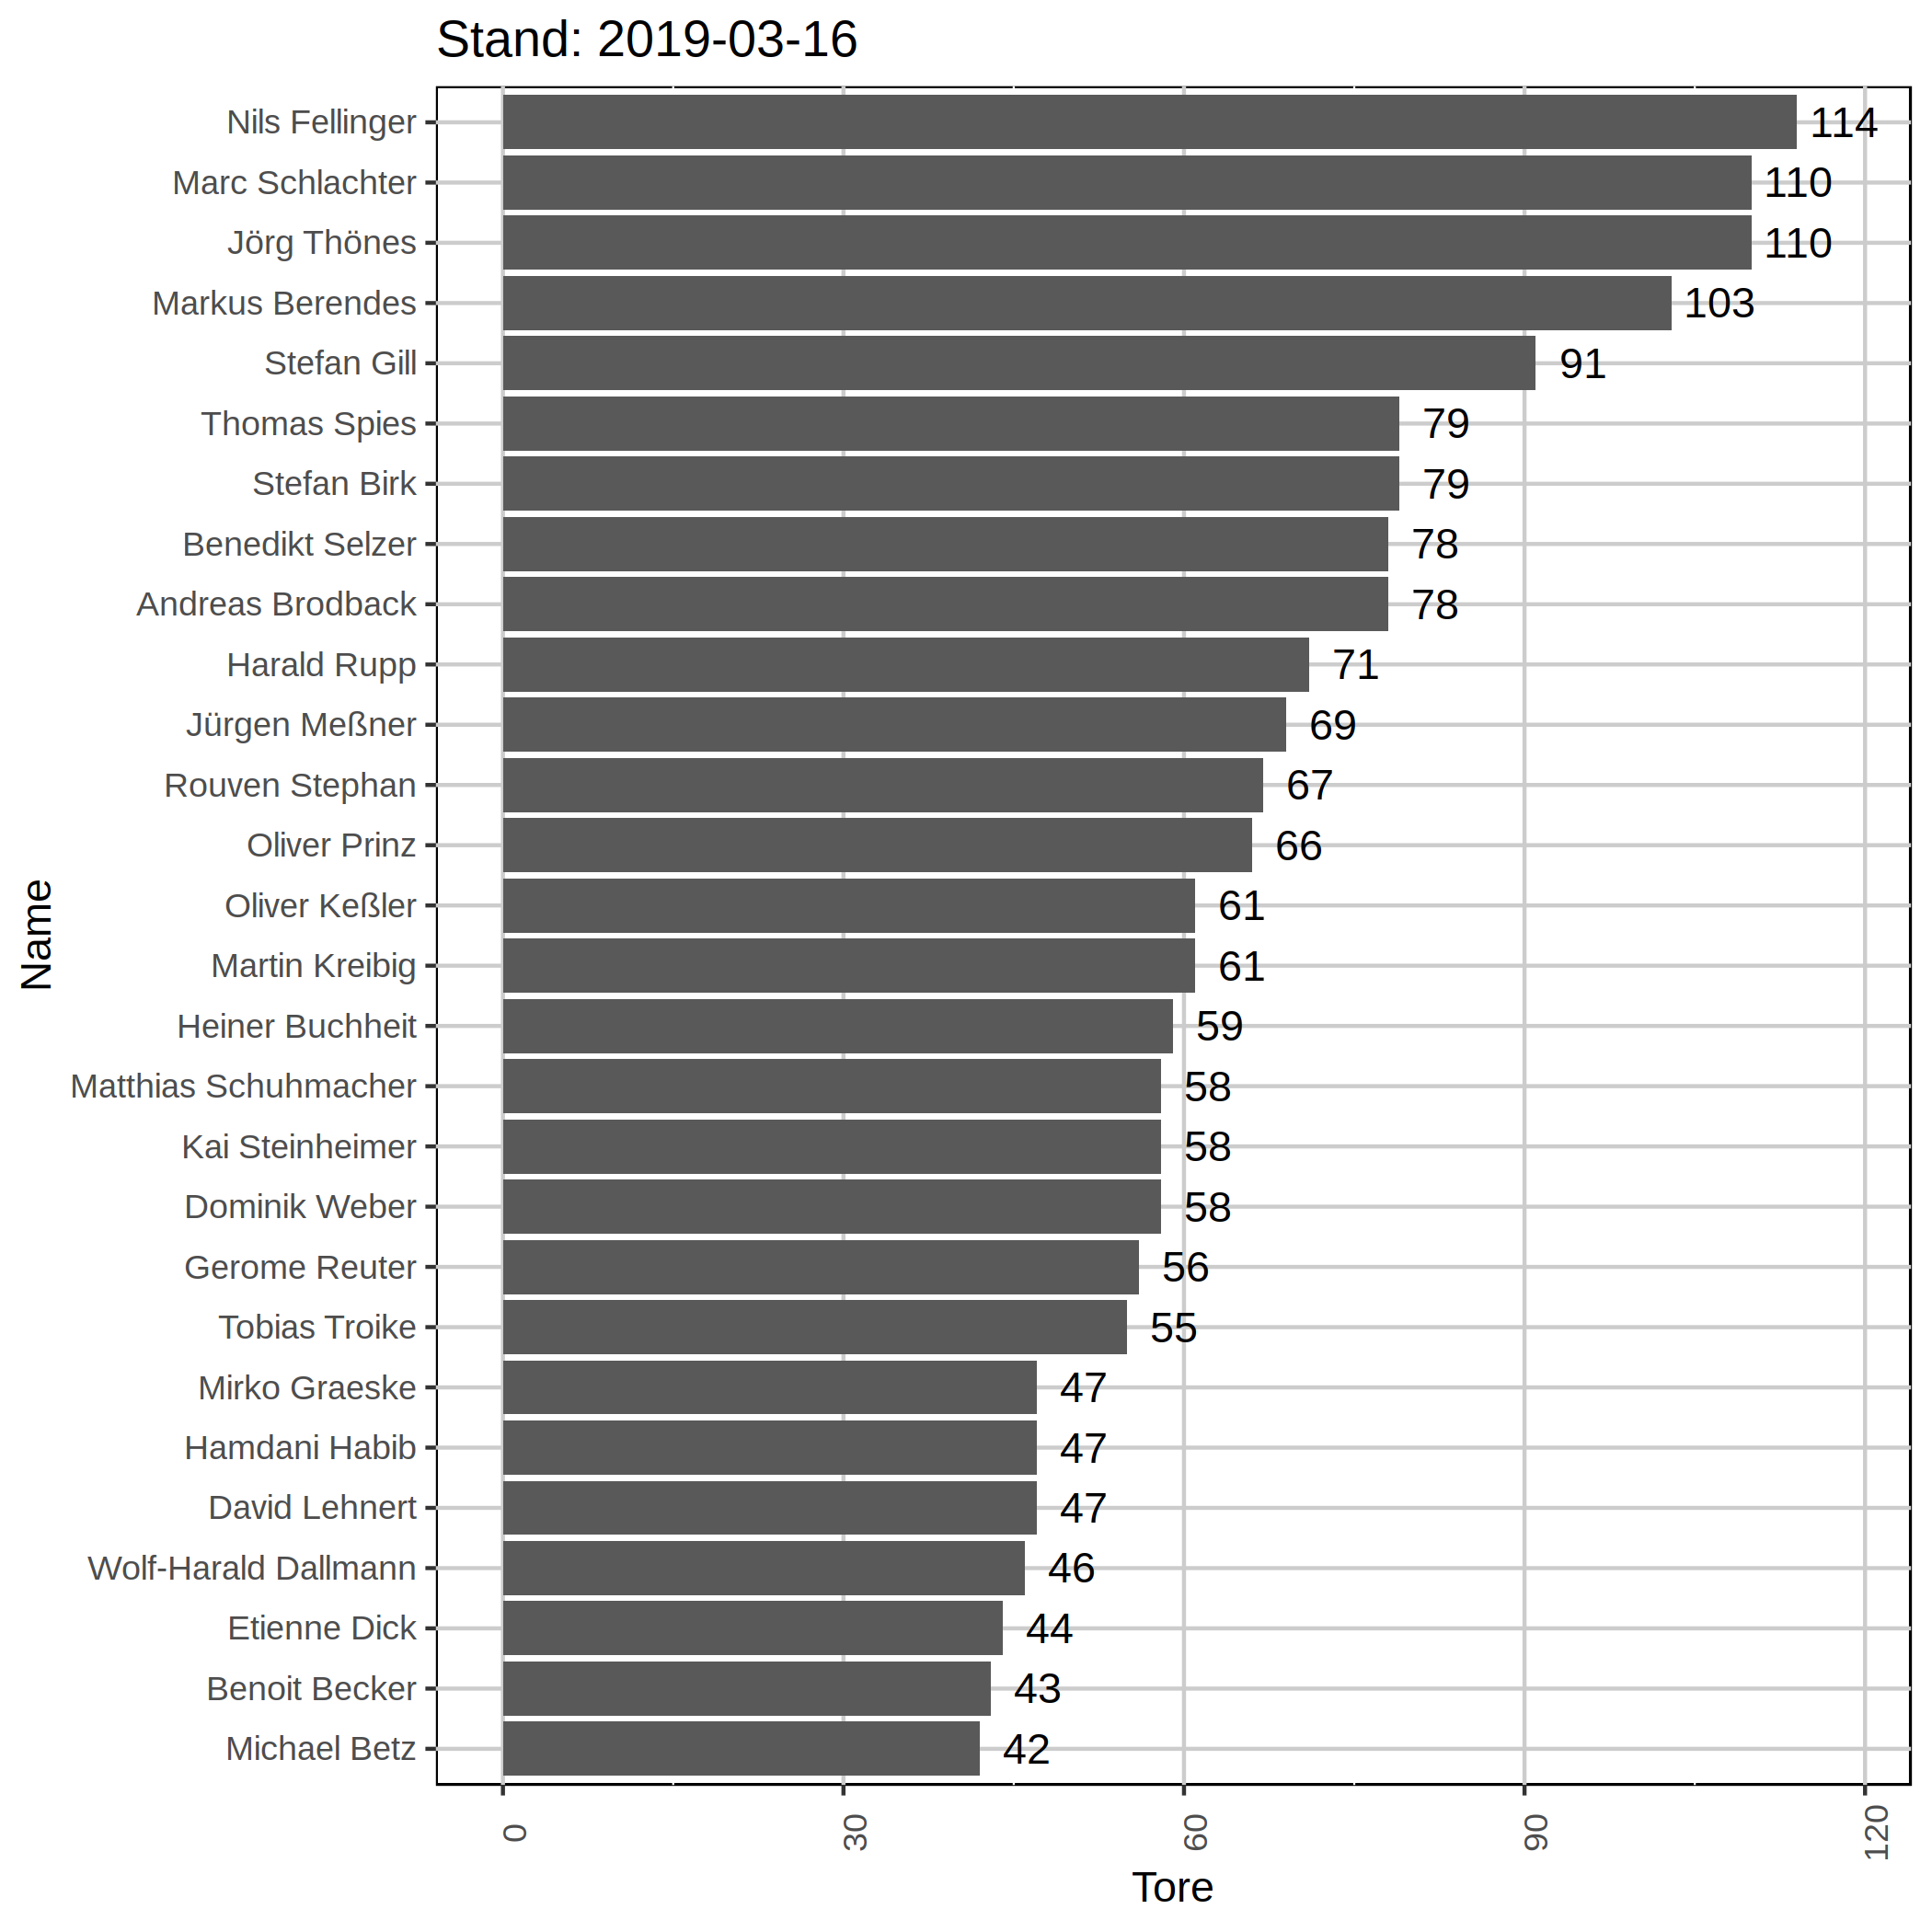 Stand: 2019-03-16
Nils Fellinger 114
Marc Schlachter 110
Jörg Thönes 110
Markus Berendes 103
Stefan Gill 91
Thomas Spies 79
Stefan Birk 79
Benedikt Selzer 78
Andreas Brodback 78
Harald Rupp 71
Jürgen Meßner 69
Rouven Stephan 67
Oliver Prinz 66
Oliver Keßler 61
Martin Kreibig 61
Heiner Buchheit 59
Matthias Schuhmacher 58
Kai Steinheimer 58
Dominik Weber 58
Gerome Reuter 56
Tobias Troike 55
Mirko Graeske 47
Hamdani Habib 47
David Lehnert 47
Wolf-Harald Dallmann 46
Etienne Dick 44
Benoit Becker 43
Michael Betz 42
Name
0 30 60 90 120
Tore